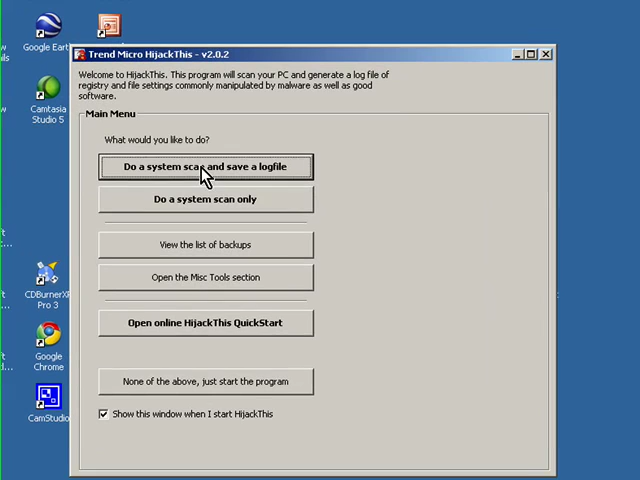 Google Earth
Trend Micro HijackThis - v2.0.2
Welcome to HijackThis. This program will scan your PC and generate a log file of
registry and file settings commonly manipulated by malware as well as good
software.
Main Menu
What would you like to do?
Do a system scan and save a logfile
Do a system scan only
View the list of backups
Open the Misc Tools section
Open online HijackThis QuickStart
None of the above, just start the program
Show this window when I start HijackThis
Camtasia
Studio 5
CDBurnerXP
Pro 3
Google
Chrome
CamStudio